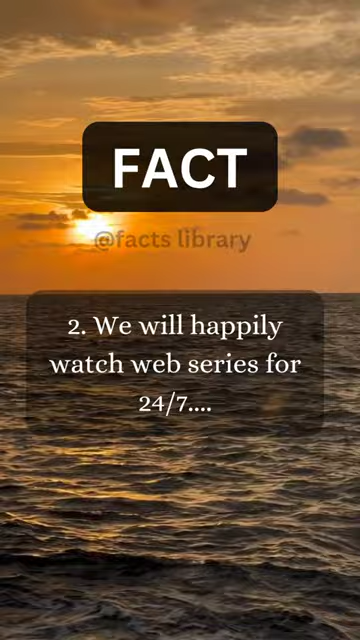 FACT
@facts library
2. We will happily
watch web series for
24/7....